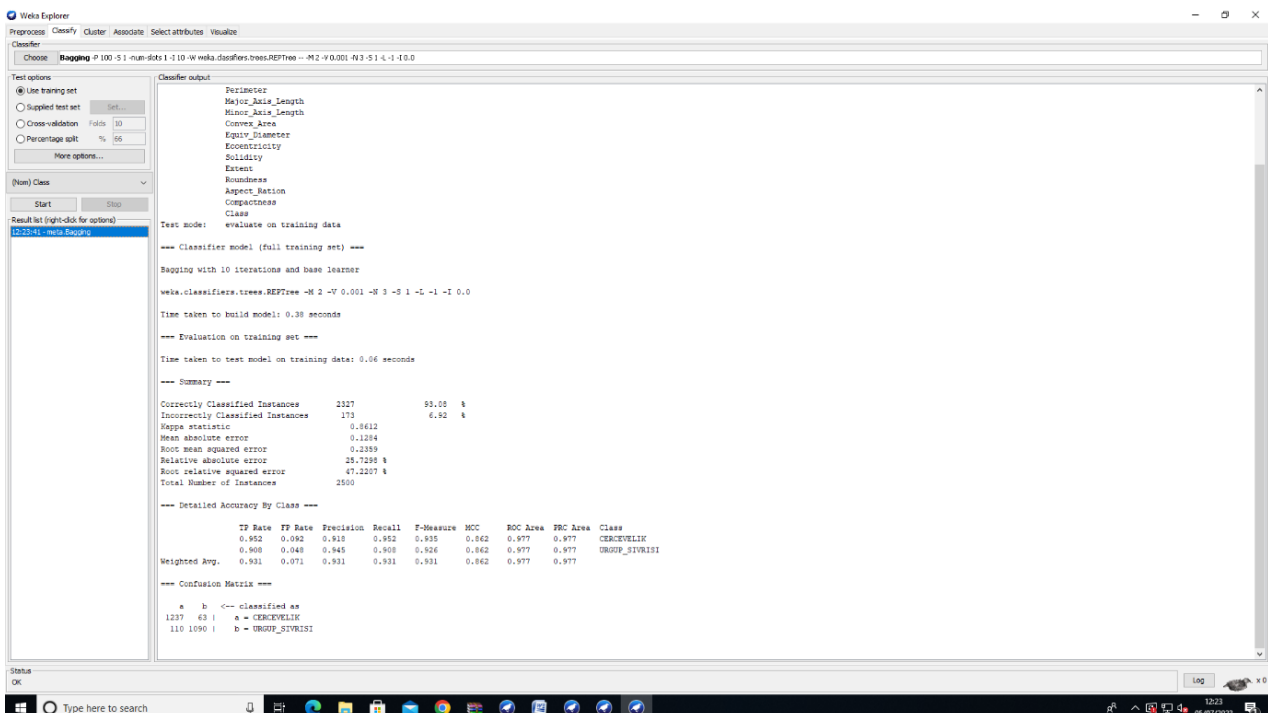 Weka Explorer
Preprocess Classify Cluster Associate Select attributes Visualize
Classifier
Choose Bagging -P 100 -S 1 -num-slots 1 -I 10 -W weka.classifiers.trees.REPTree -- -M 2 -V 0.001 -N 3 -S 1 -L -1 -I 0.0
Test options
Use training set
Supplied test set Set...
Cross-validation Folds 10
Percentage split % 66
More options...
(Nom) Class
Start Stop
Result list (right-click for options)
12:23:41 - meta.Bagging
Classifier output
Perimeter
Major_Axis_Length
Minor_Axis_Length
Convex_Area
Equiv_Diameter
Eccentricity
Solidity
Extent
Roundness
Aspect_Ration
Compactness
Class
Test mode: evaluate on training data
=== Classifier model (full training set) ===
Bagging with 10 iterations and base learner
weka.classifiers.trees.REPTree -M 2 -V 0.001 -N 3 -S 1 -L -1 -I 0.0
Time taken to build model: 0.38 seconds
=== Evaluation on training set ===
Time taken to test model on training data: 0.06 seconds
=== Summary ===
Correctly Classified Instances 2327 93.08 %
Incorrectly Classified Instances 173 6.92 %
Kappa statistic 0.8612
Mean absolute error 0.1284
Root mean squared error 0.2359
Relative absolute error 25.7298 %
Root relative squared error 47.2207 %
Total Number of Instances 2500
=== Detailed Accuracy By Class ===
TP Rate FP Rate Precision Recall F-Measure MCC ROC Area PRC Area Class
0.952 0.092 0.918 0.952 0.935 0.862 0.977 0.977 CERCEVELIK
0.908 0.048 0.945 0.908 0.926 0.862 0.977 0.977 URGUP_SIVRISI
Weighted Avg. 0.931 0.071 0.931 0.931 0.931 0.862 0.977 0.977
=== Confusion Matrix ===
a b <-- classified as
1237 63 | a = CERCEVELIK
110 1090 | b = URGUP_SIVRISI
Status
OK
Log x 0
Type here to search
12:23